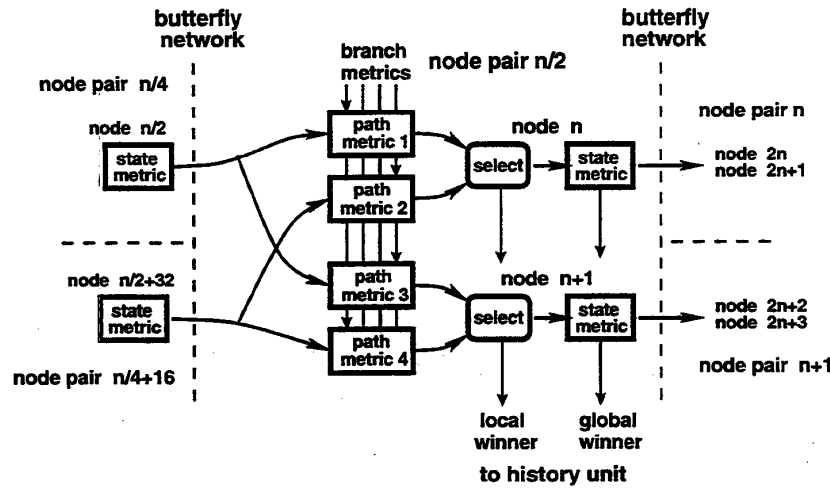 butterfly
network
butterfly
network
branch
metrics
node pair n/2
node pair n/4
node n/2
state
metric
path
metric 1
path
metric 2
select
node n
state
metric
node pair n
node 2n
node 2n+1
node n/2+32
state
metric
node pair n/4+16
path
metric 3
path
metric 4
select
node n+1
state
metric
node 2n+2
node 2n+3
node pair n+1
local
winner
global
winner
to history unit